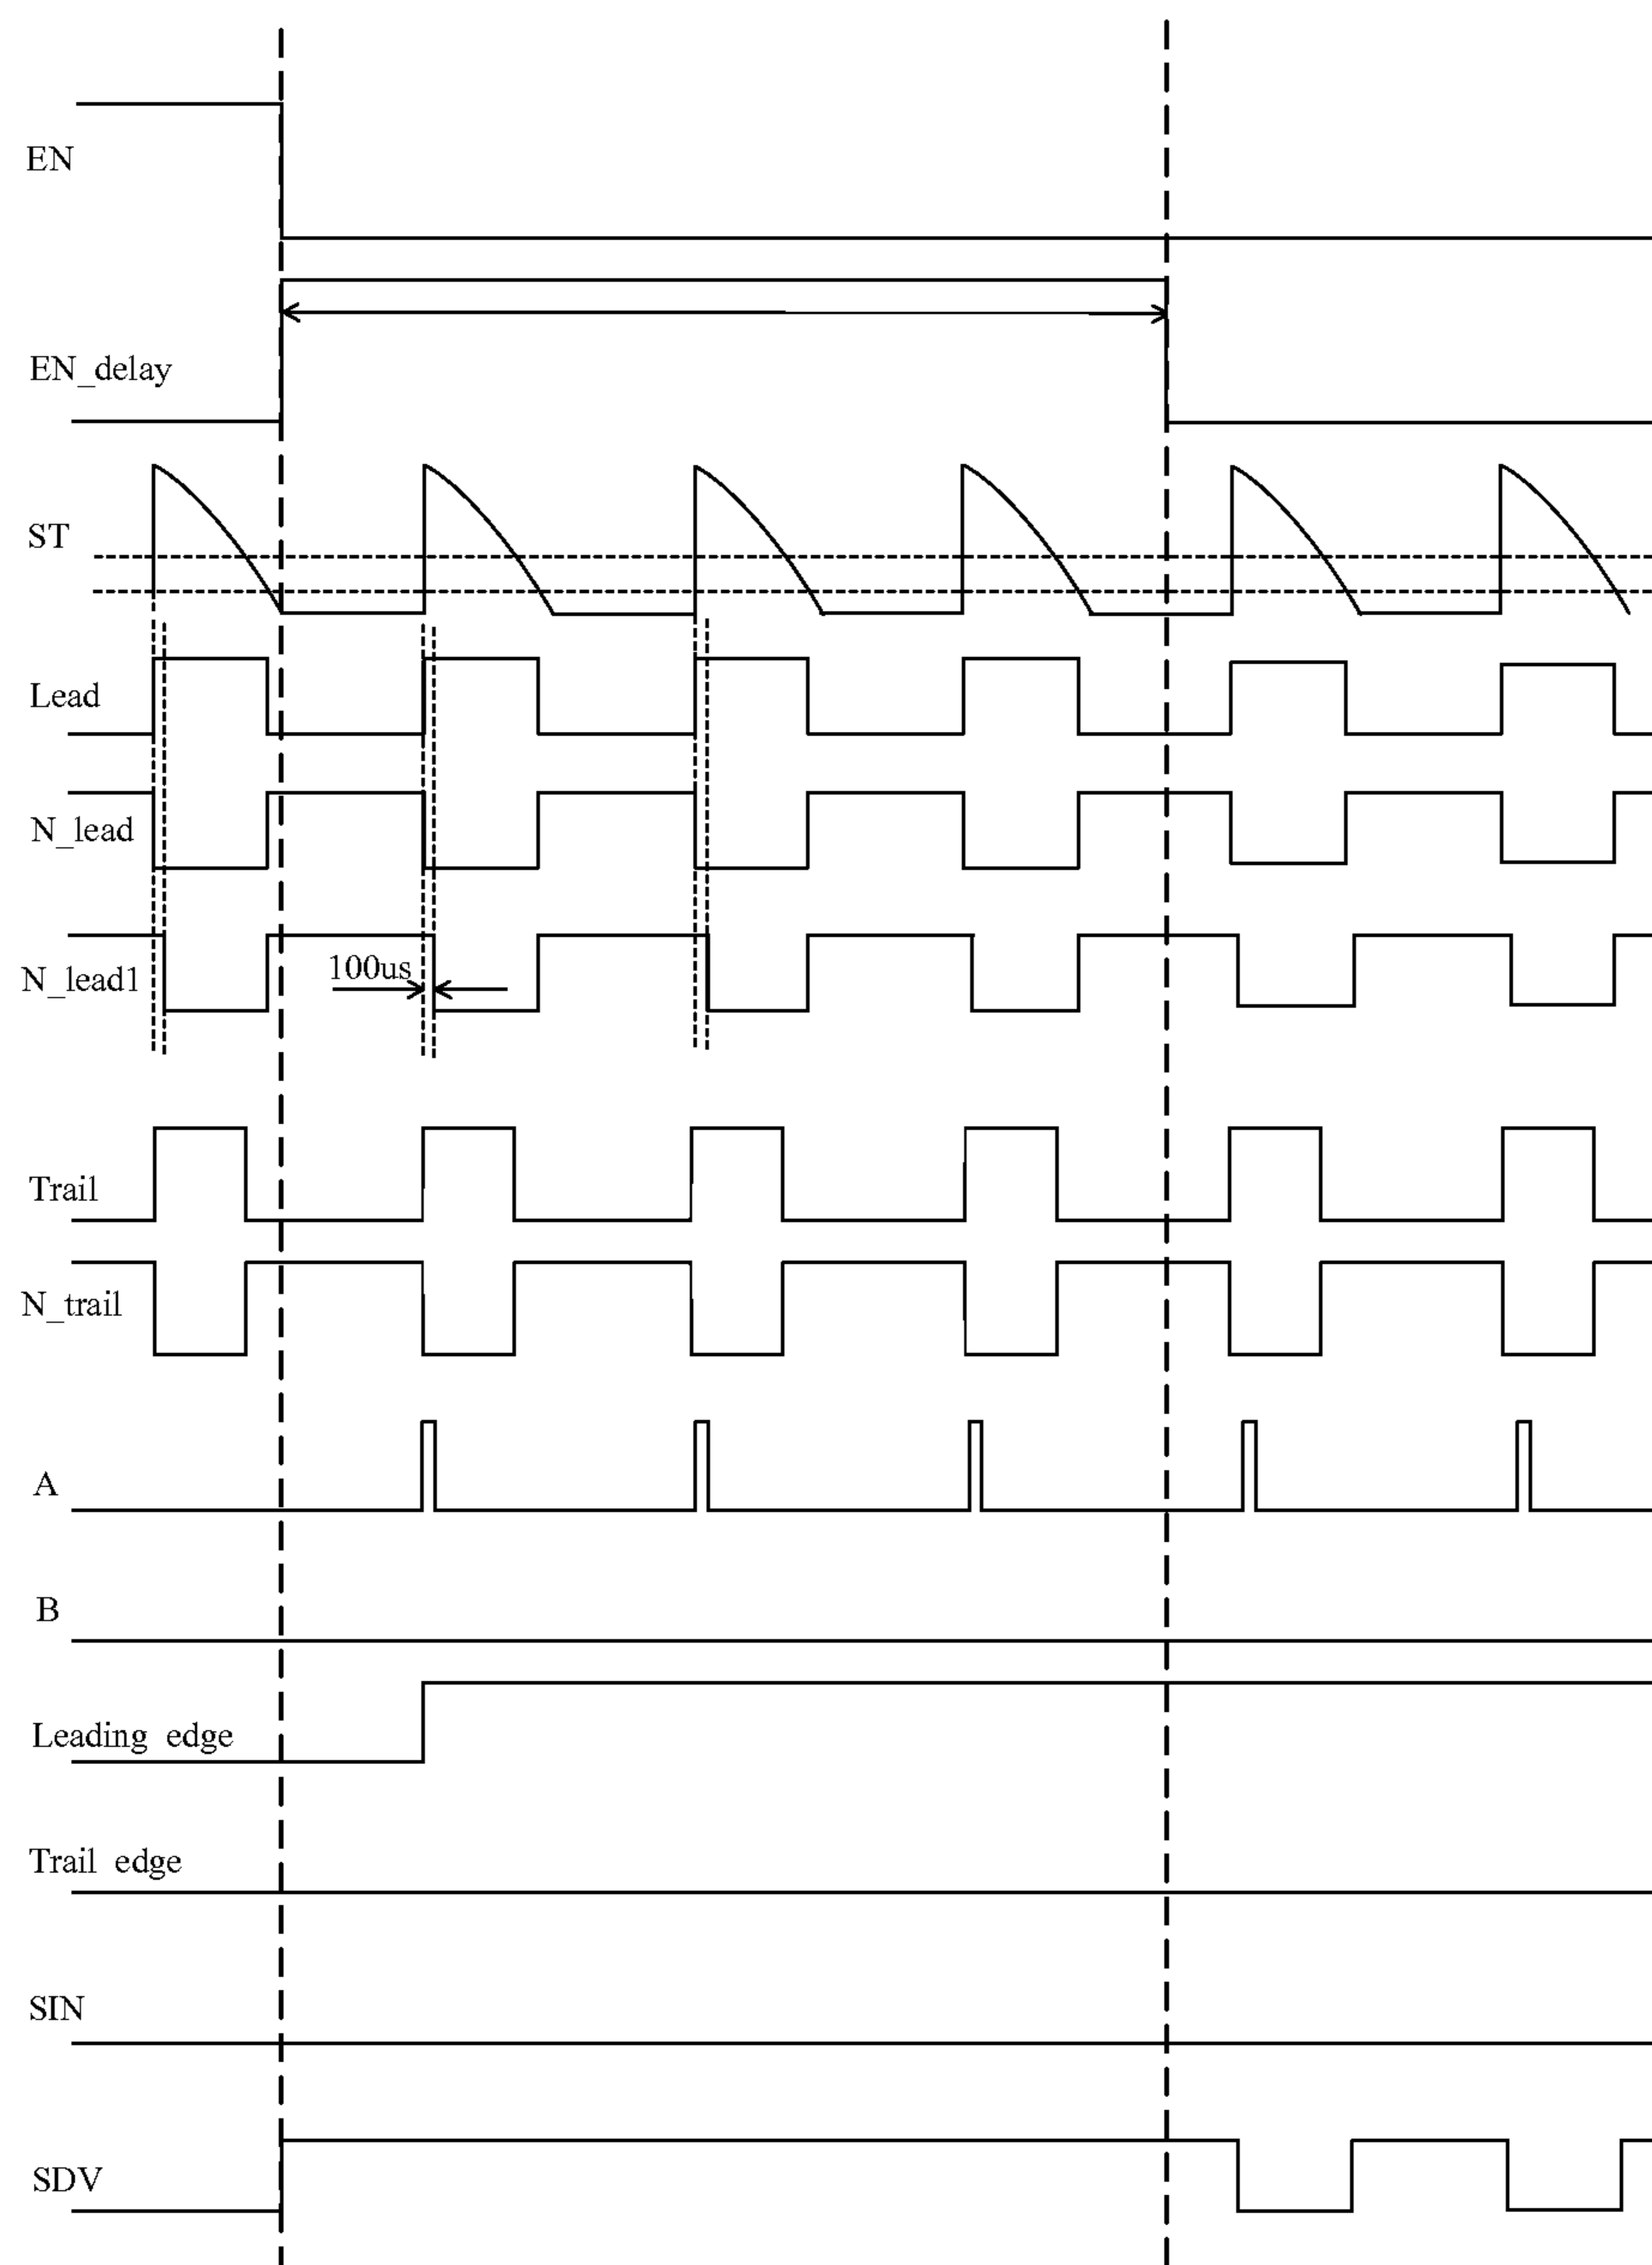 EN
EN_delay
ST
Lead
N_lead
N_lead1
100us
Trail
N_trail
A
B
Leading edge
Trail edge
SIN
SDV